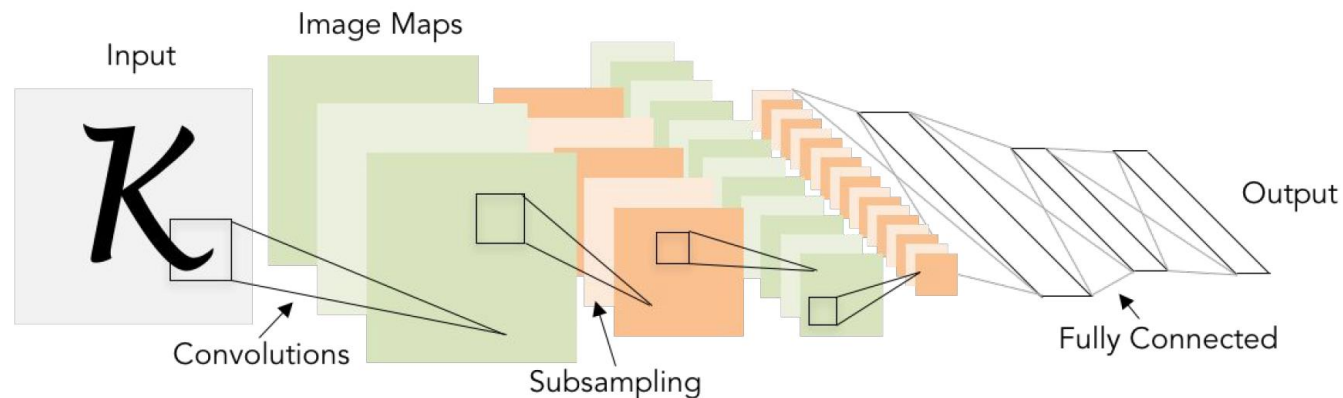 Image Maps
Input
K
Output
Convolutions
Subsampling
Fully Connected